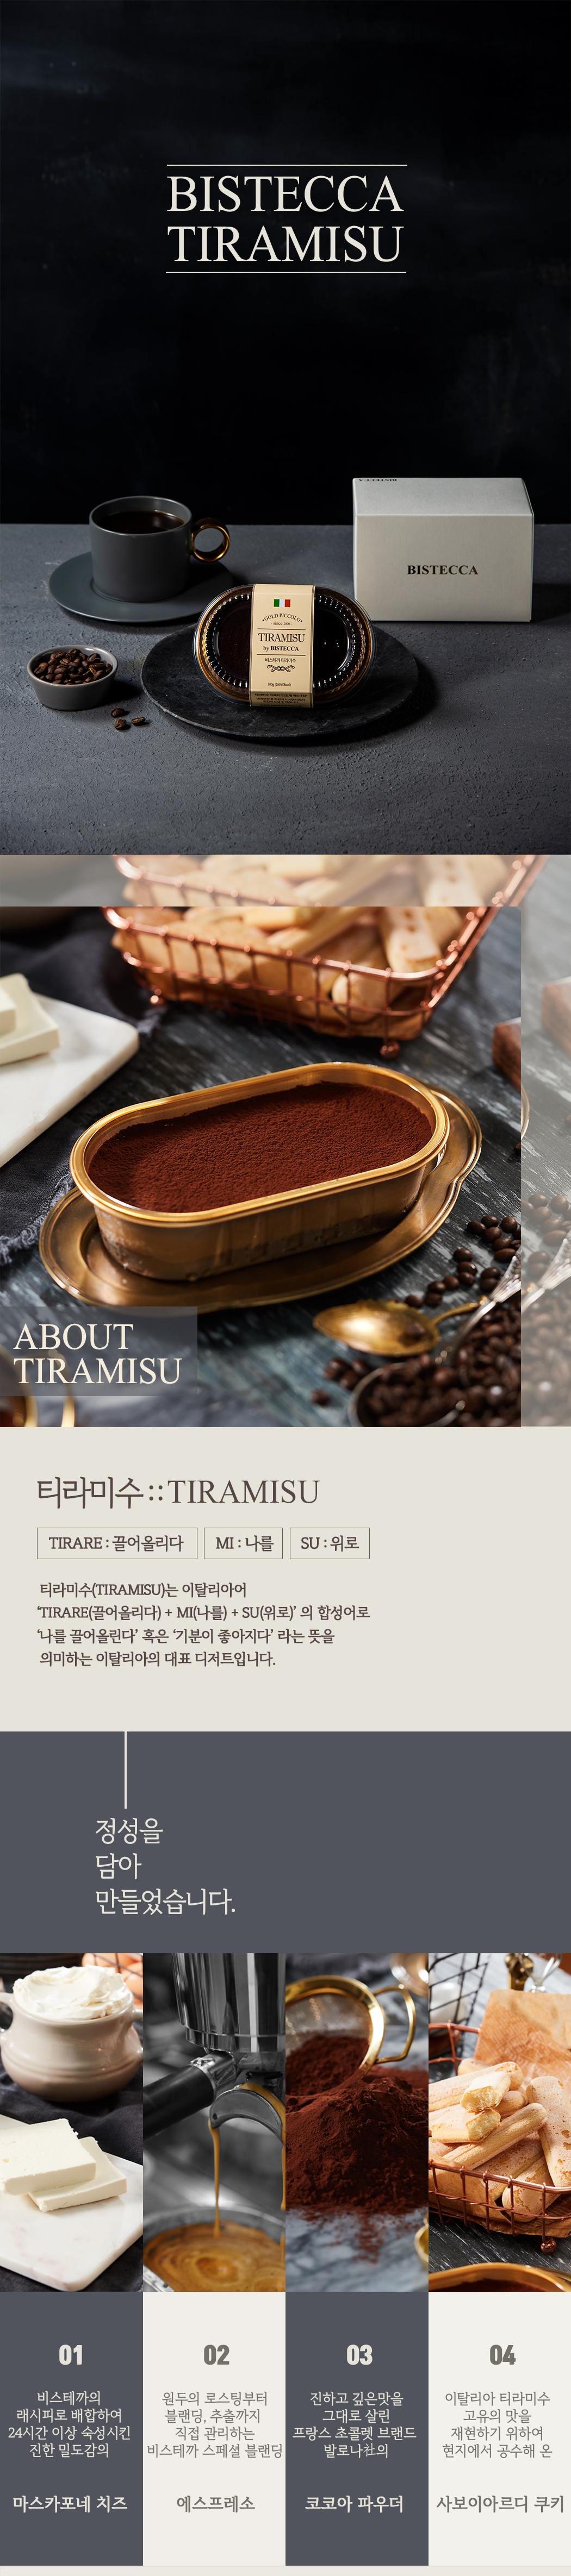 BISTECCA
TIRAMISU
BISTECCA
GOLD PICCOLO
TIRAMISU
by BISTECCA
비스테까 티라미수
ABOUT
TIRAMISU
티라미수::TIRAMISU
TIRARE : 끌어올리다
MI : 나를
SU : 위로
티라미수(TIRAMISU)는 이탈리아어
‘TIRARE(끌어올리다) + MI(나를) + SU(위로)’ 의 합성어로
‘나를 끌어올린다’ 혹은 ‘기분이 좋아지다’ 라는 뜻을
의미하는 이탈리아의 대표 디저트입니다.
정성을
담아
만들었습니다.
01
비스테까의
래시피로 배합하여
24시간 이상 숙성시킨
진한 밀도감의
마스카포네 치즈
02
원두의 로스팅부터
블랜딩, 추출까지
직접 관리하는
비스테까 스페셜 블랜딩
에스프레소
03
진하고 깊은맛을
그대로 살린
프랑스 초콜렛 브랜드
발로나社의
코코아 파우더
04
이탈리아 티라미수
고유의 맛을
재현하기 위하여
현지에서 공수해 온
사보이아르디 쿠키